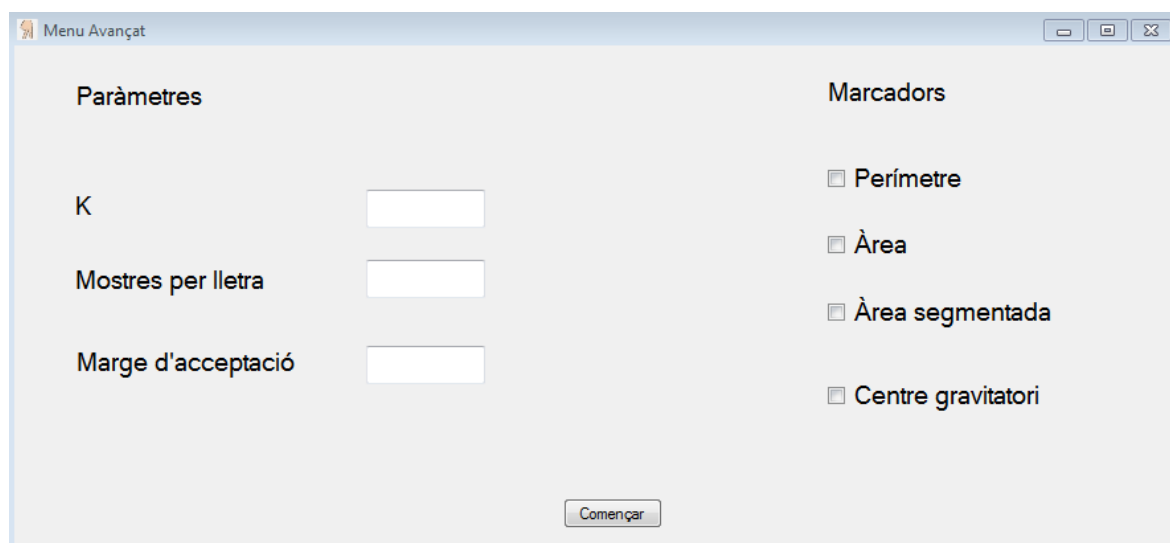 Menu Avançat
Paràmetres
K
Mostres per lletra
Marge d'acceptació
Marcadors
Perímetre
Àrea
Àrea segmentada
Centre gravitatori
Començar